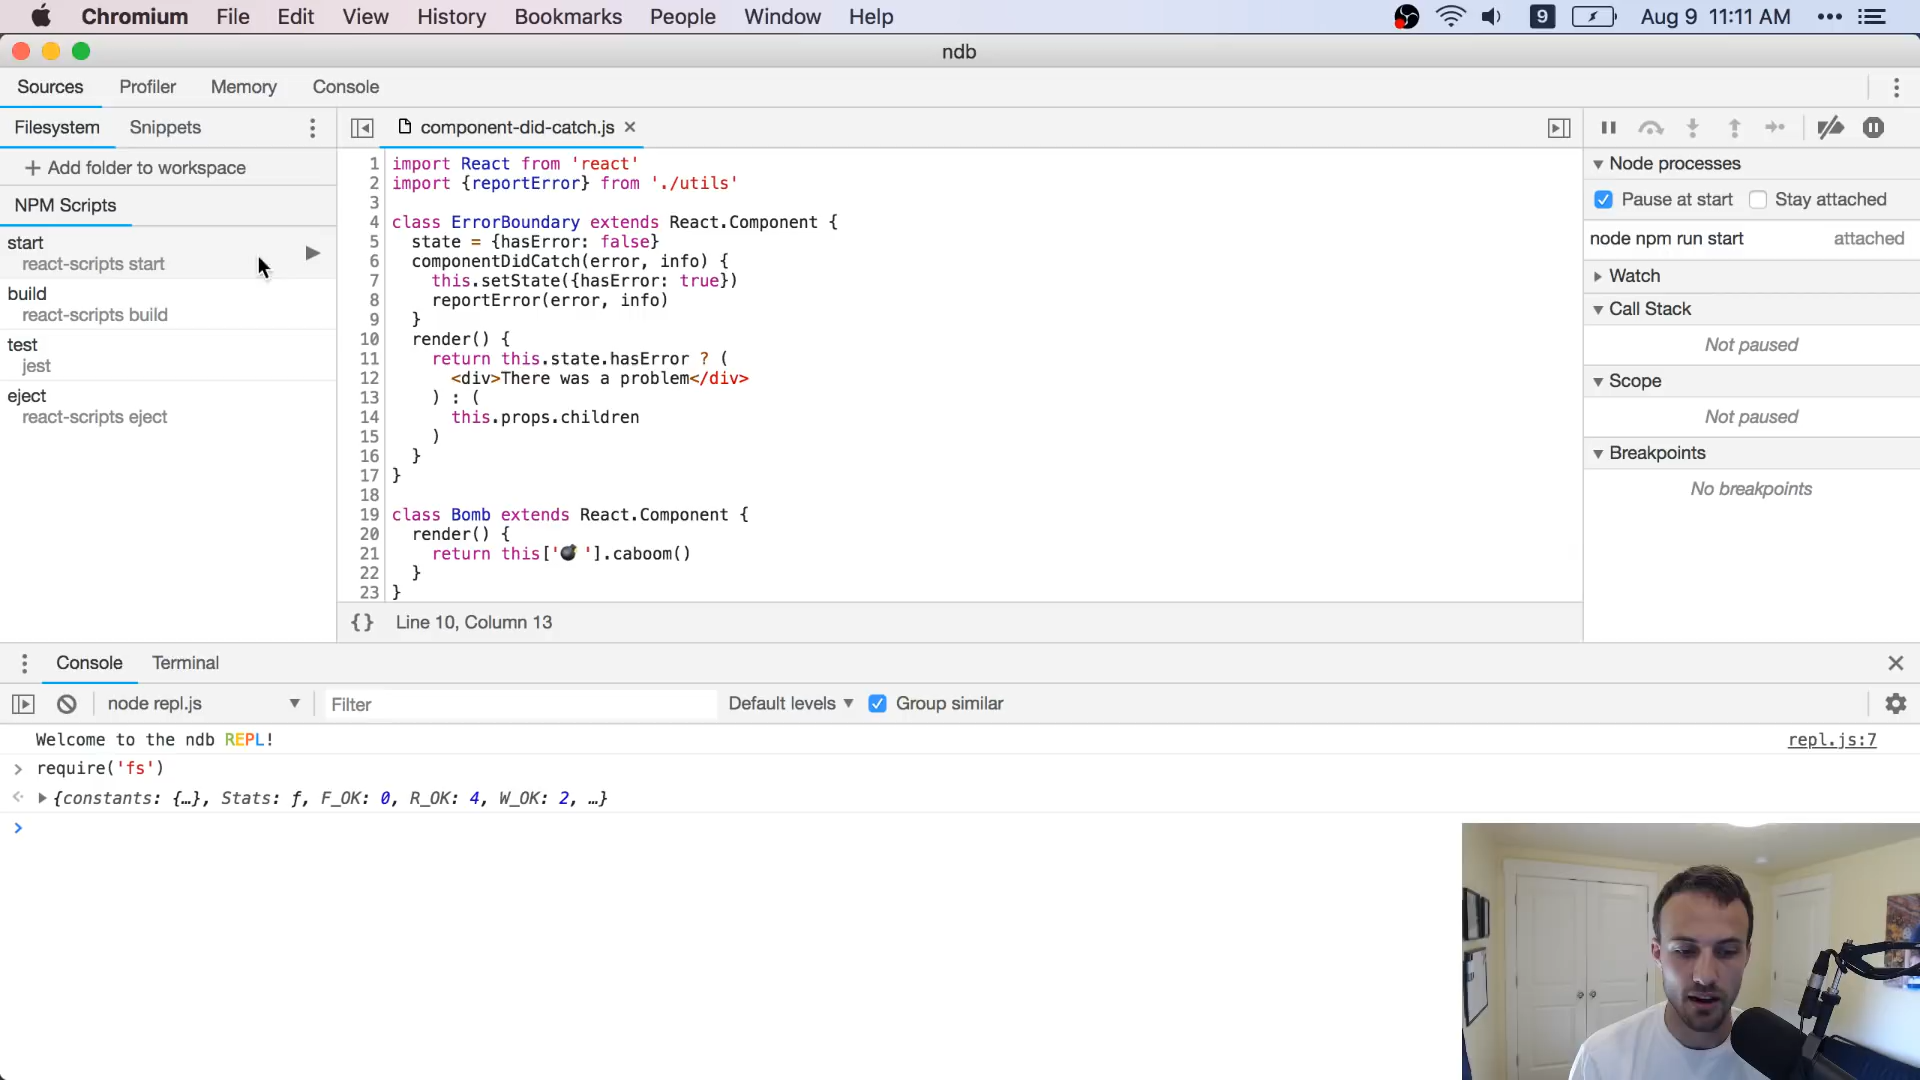 Chromium File Edit View History Bookmarks People Window Help 9 Aug 9 11:11 AM
ndb
Sources Profiler Memory Console
Filesystem Snippets
+ Add folder to workspace
NPM Scripts
start
react-scripts start
build
react-scripts build
test
jest
eject
react-scripts eject
component-did-catch.js
1 import React from 'react'
2 import {reportError} from './utils'
3
4 class ErrorBoundary extends React.Component {
5 state = {hasError: false}
6 componentDidCatch(error, info) {
7 this.setState({hasError: true})
8 reportError(error, info)
9 }
10 render() {
11 return this.state.hasError ? (
12 <div>There was a problem</div>
13 ) : (
14 this.props.children
15 )
16 }
17 }
18
19 class Bomb extends React.Component {
20 render() {
21 return this['💣'].caboom()
22 }
23 }
{} Line 10, Column 13
Node processes
Pause at start Stay attached
node npm run start attached
Watch
Call Stack
Not paused
Scope
Not paused
Breakpoints
No breakpoints
Console Terminal
node repl.js Filter Default levels Group similar
Welcome to the ndb REPL! repl.js:7
> require('fs')
{constants: {…}, Stats: ƒ, F_OK: 0, R_OK: 4, W_OK: 2, …}
>